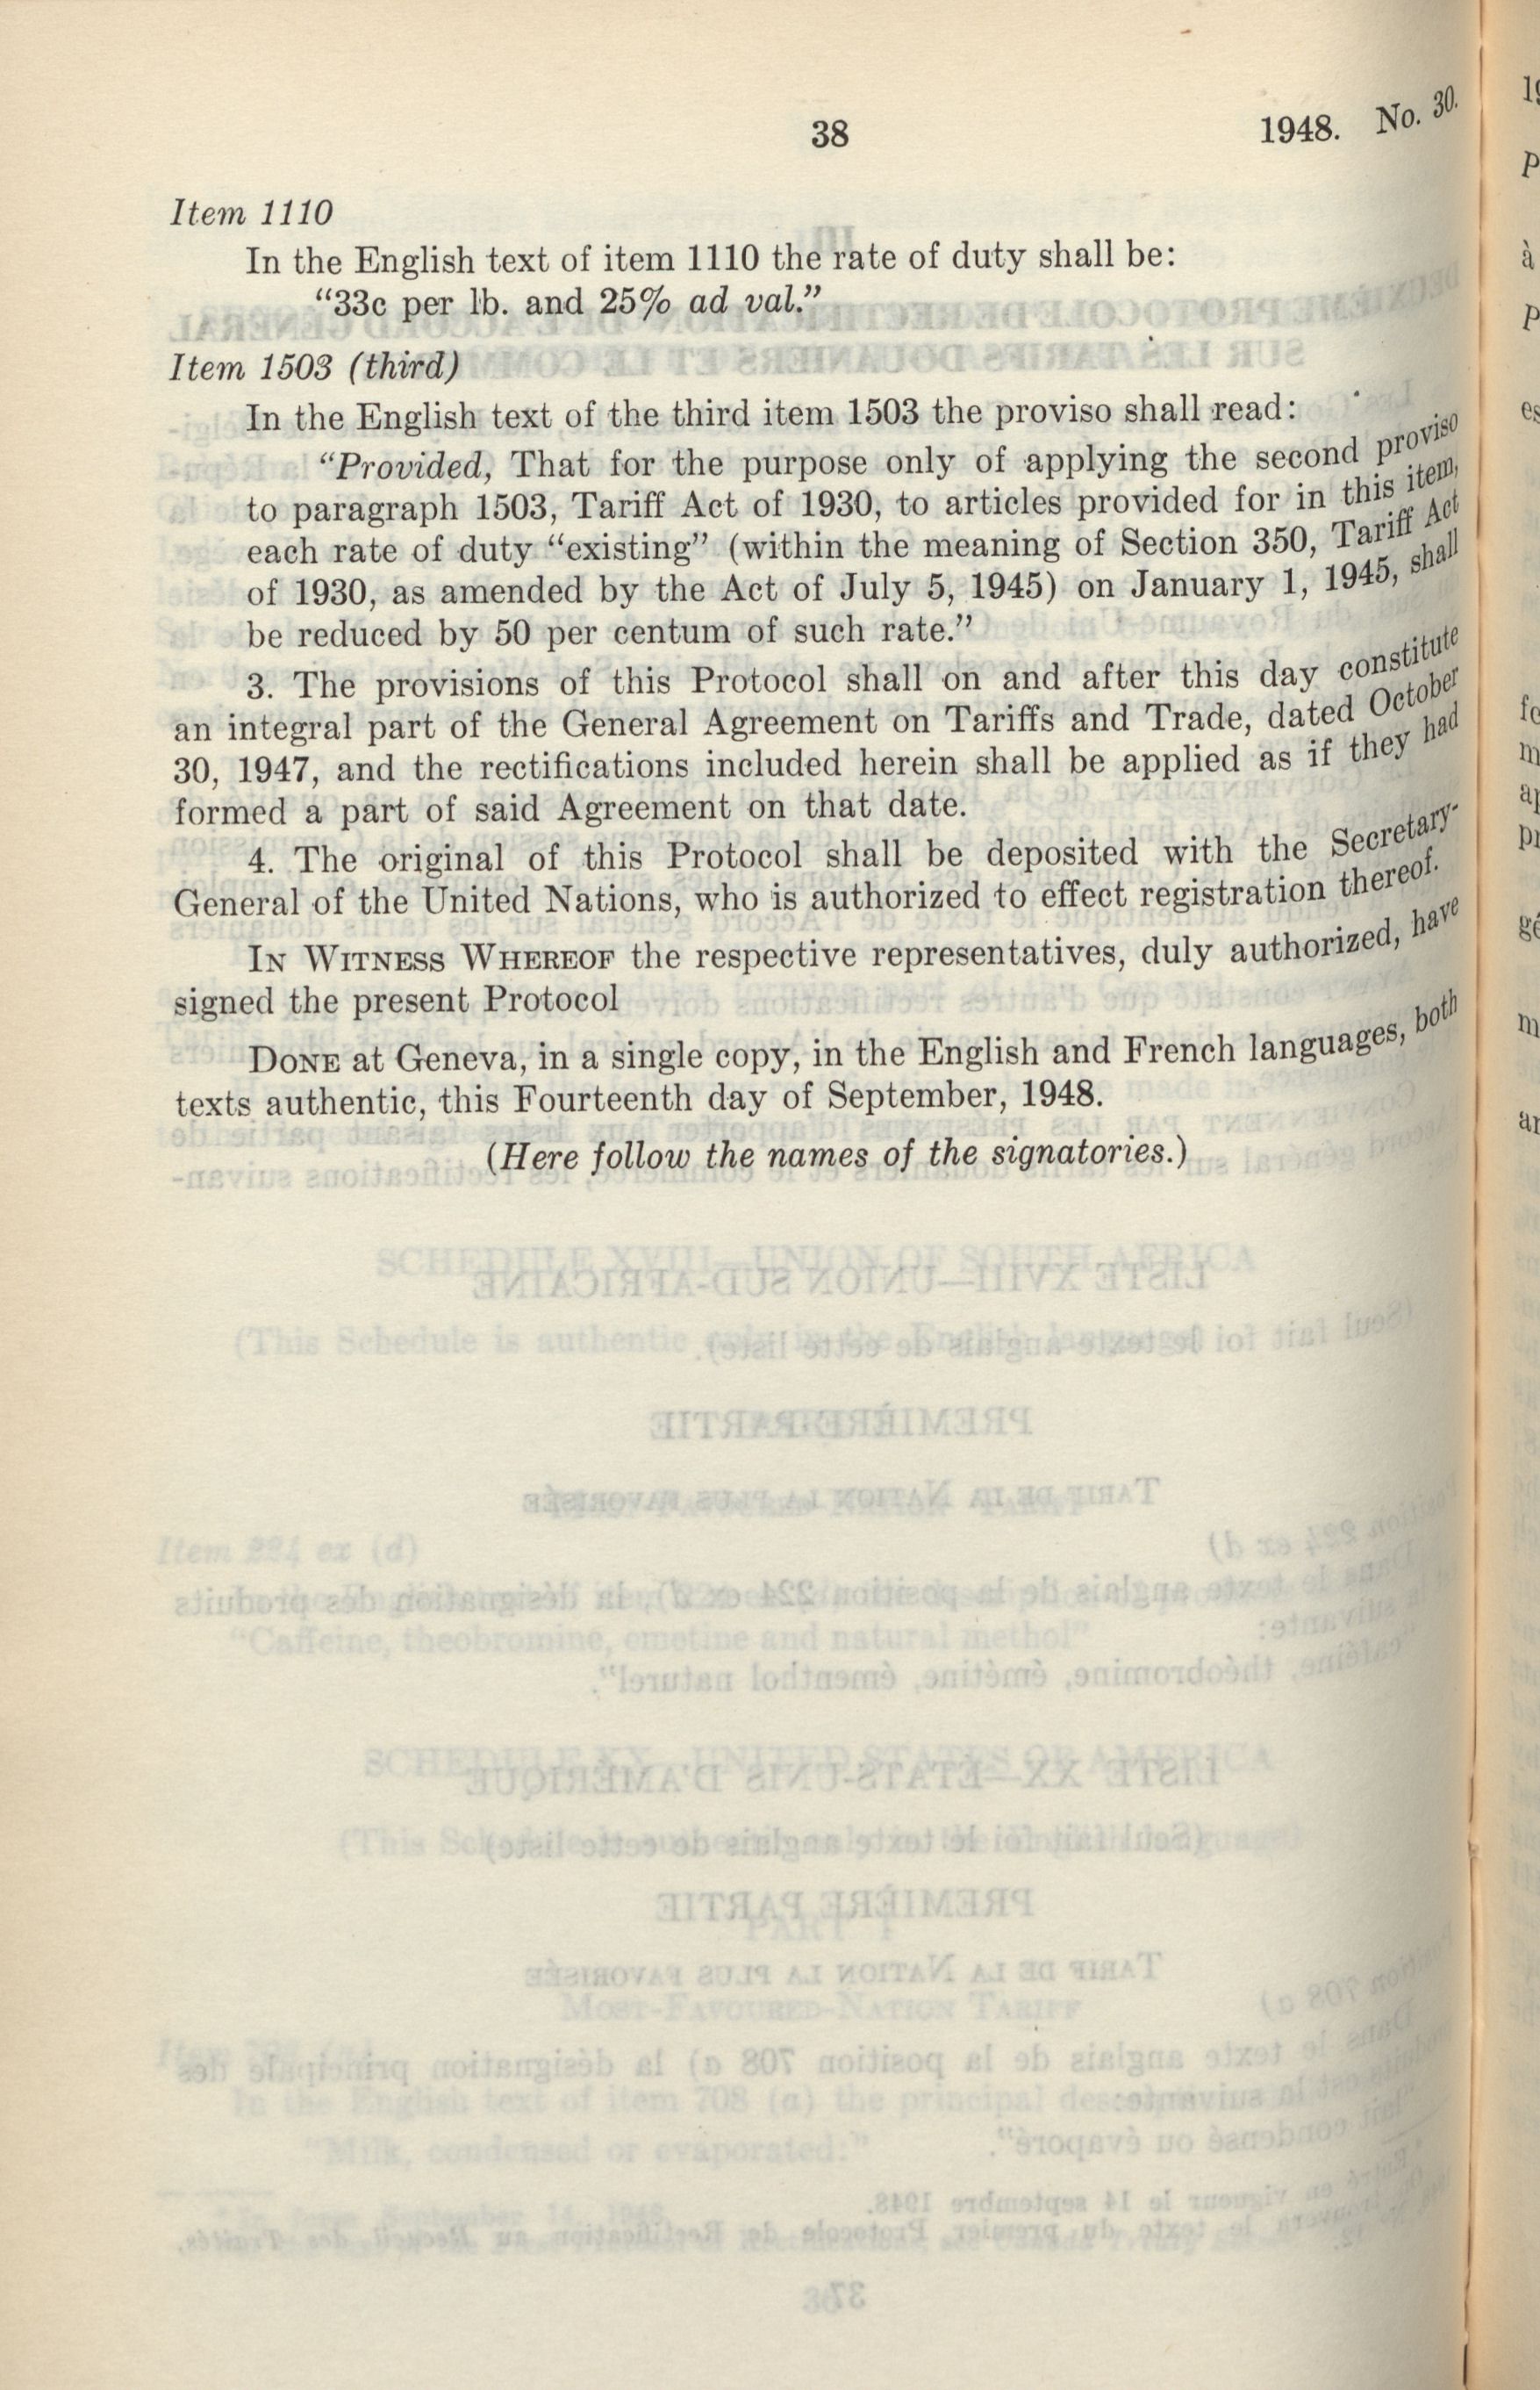 38
1948. No. 30.
Item 1110
In the English text of item 1110 the rate of duty shall be:
“33c per lb. and 25% ad val.”
Item 1503 (third)
In the English text of the third item 1503 the proviso shall read:
“Provided, That for the purpose only of applying the second proviso
to paragraph 1503, Tariff Act of 1930, to articles provided for in this item,
each rate of duty “existing” (within the meaning of Section 350, Tariff Act
of 1930, as amended by the Act of July 5, 1945) on January 1, 1945, shall
be reduced by 50 per centum of such rate.”
3. The provisions of this Protocol shall on and after this day constitute
an integral part of the General Agreement on Tariffs and Trade, dated October
30, 1947, and the rectifications included herein shall be applied as if they had
formed a part of said Agreement on that date.
4. The original of this Protocol shall be deposited with the Secretary-
General of the United Nations, who is authorized to effect registration thereof.
IN WITNESS WHEREOF the respective representatives, duly authorized, have
signed the present Protocol
DONE at Geneva, in a single copy, in the English and French languages, both
texts authentic, this Fourteenth day of September, 1948.
(Here follow the names of the signatories.)